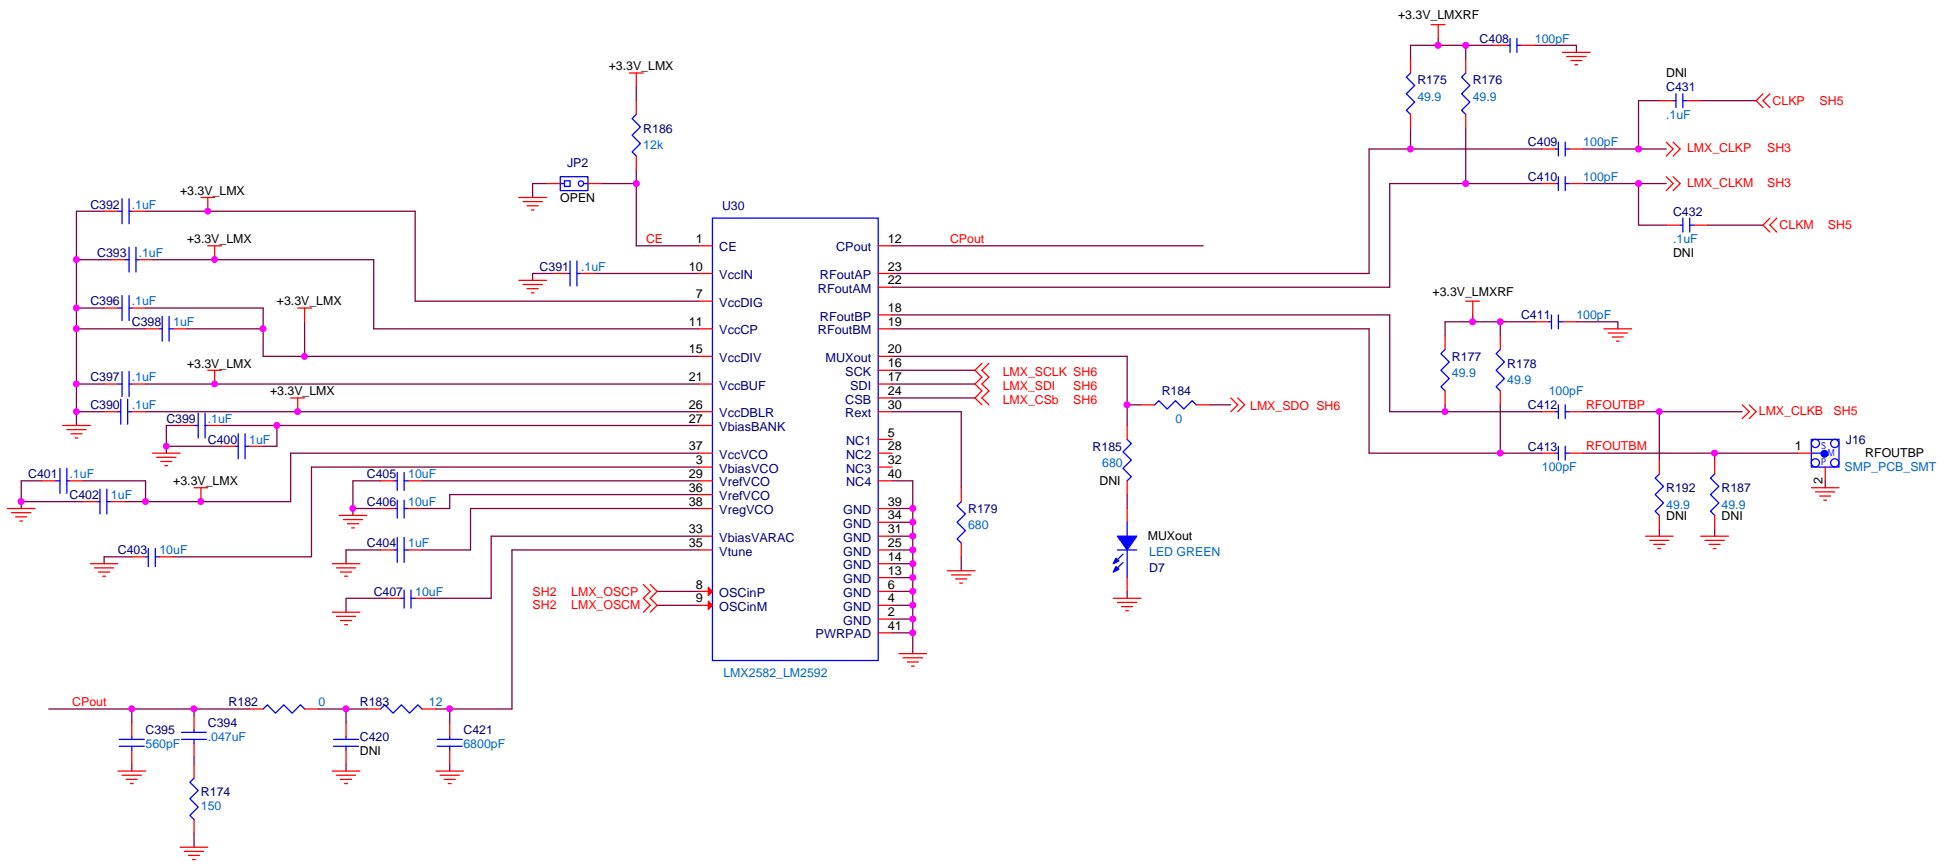 +3.3V_LMXRF
C408 100pF
R175
49.9
R176
49.9
DNI
C431
.1uF
CLKP SH5
C409 100pF
LMX_CLKP SH3
C410 100pF
LMX_CLKM SH3
C432
.1uF
DNI
CLKM SH5
+3.3V_LMX
R186
12k
JP2
OPEN
CE
+3.3V_LMX
C392 .1uF
+3.3V_LMX
C393 .1uF
C391 .1uF
C396 .1uF
+3.3V_LMX
C398 1uF
+3.3V_LMX
C397 .1uF
+3.3V_LMX
C390 .1uF
C399 .1uF
C400 1uF
C401 .1uF
C402 1uF
+3.3V_LMX
C403 10uF
C405 10uF
C406 10uF
C404 1uF
C407 10uF
SH2 LMX_OSCP
SH2 LMX_OSCM
U30
1 CE
10 VccIN
7 VccDIG
11 VccCP
15 VccDIV
21 VccBUF
26 VccDBLR
27 VbiasBANK
37 VccVCO
3 VbiasVCO
29 VrefVCO
36 VrefVCO
38 VregVCO
33 VbiasVARAC
35 Vtune
8 OSCinP
9 OSCinM
CPout 12
RFoutAP 23
RFoutAM 22
RFoutBP 18
RFoutBM 19
MUXout 20
SCK 16
SDI 17
CSB 24
Rext 30
NC1 5
NC2 28
NC3 32
NC4 40
GND 39
GND 34
GND 31
GND 25
GND 14
GND 13
GND 6
GND 4
GND 2
PWRPAD 41
LMX2582_LM2592
CPout
LMX_SCLK SH6
LMX_SDI SH6
LMX_CSb SH6
R179
680
R184
0
LMX_SDO SH6
R185
680
DNI
MUXout
LED GREEN
D7
+3.3V_LMXRF
C411 100pF
R177
49.9
R178
49.9
100pF
C412 RFOUTBP
LMX_CLKB SH5
C413 RFOUTBM
100pF
R192
49.9
DNI
R187
49.9
DNI
1
2
S
M
P
J16
RFOUTBP
SMP_PCB_SMT
CPout
R182 0
R183 12
C395
560pF
C394
.047uF
C420
DNI
C421
6800pF
R174
150